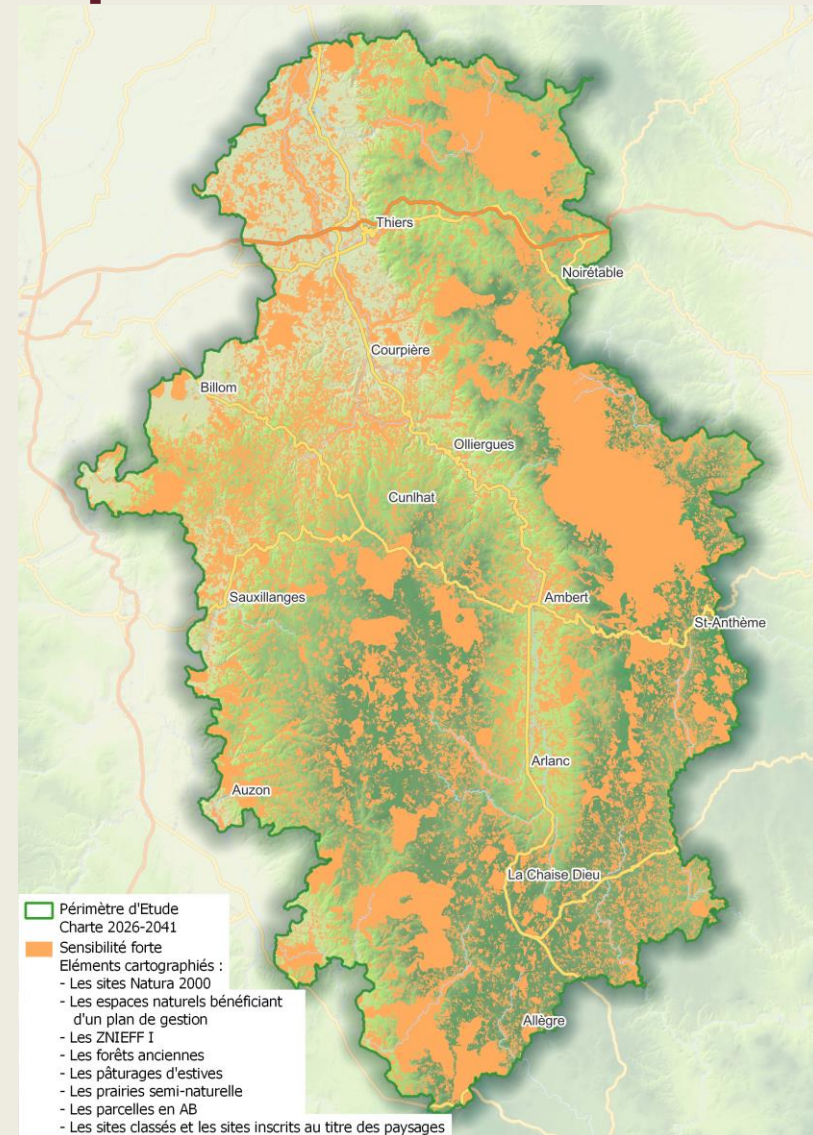 Thiers
Noirétable
Courpière
Billom
Olliergues
Cunlhat
Sauxillanges
Ambert
St-Anthème
Arlanc
Auzon
La Chaise Dieu
Allègre
Périmètre d'Etude
Charte 2026-2041
Sensibilité forte
Eléments cartographiés :
- Les sites Natura 2000
- Les espaces naturels bénéficiant
d'un plan de gestion
- Les ZNIEFF I
- Les forêts anciennes
- Les pâturages d'estives
- Les prairies semi-naturelle
- Les parcelles en AB
- Les sites classés et les sites inscrits au titre des paysages